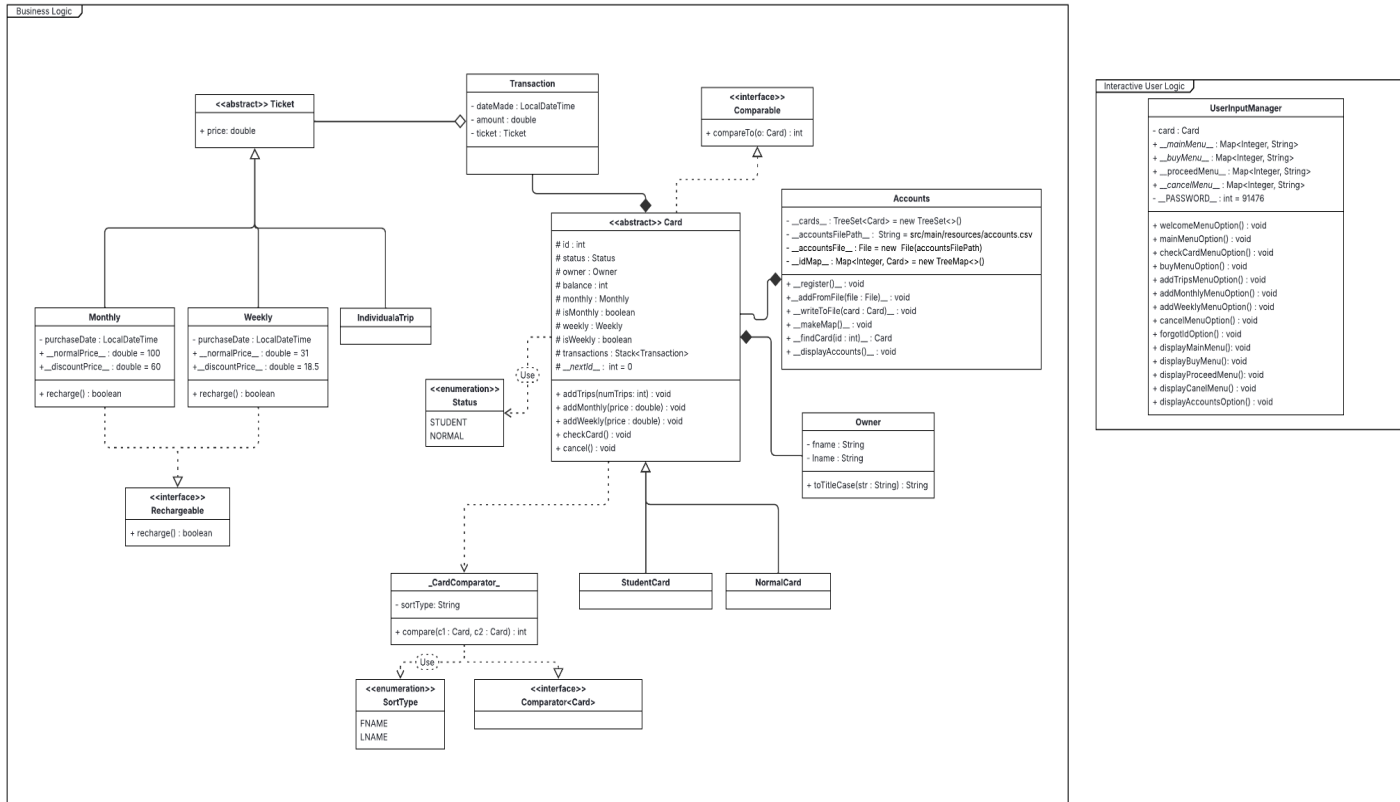 Business Logic
<<abstract>> Ticket
+ price: double
Transaction
- dateMade : LocalDateTime
- amount : double
- ticket : Ticket
<<interface>>
Comparable
+ compareTo(o: Card) : int
<<abstract>> Card
# id : int
# status : Status
# owner : Owner
# balance : int
# monthly : Monthly
# isMonthly : boolean
# weekly : Weekly
# isWeekly : boolean
# transactions : Stack<Transaction>
# __nextId__ : int = 0
+ addTrips(numTrips: int) : void
+ addMonthly(price : double) : void
+ addWeekly(price : double) : void
+ checkCard() : void
+ cancel() : void
Accounts
- __cards__ : TreeSet<Card> = new TreeSet<>()
- __accountsFilePath__ : String = src/main/resources/accounts.csv
- __accountsFile__ : File = new File(accountsFilePath)
- __idMap__ : Map<Integer, Card> = new TreeMap<>()
+ __register()__ : void
+ __addFromFile(file : File)__ : void
+ __writeToFile(card : Card)__ : void
+ __makeMap()__ : void
+ __findCard(id : int)__ : Card
+ __displayAccounts()__ : void
Monthly
- purchaseDate : LocalDateTime
+ __normalPrice__ : double = 100
+__discountPrice__ : double = 60
+ recharge() : boolean
Weekly
- purchaseDate : LocalDateTime
+ __normalPrice__ : double = 31
+__discountPrice__ : double = 18.5
+ recharge() : boolean
IndividualaTrip
Use
<<enumeration>>
Status
STUDENT
NORMAL
Owner
- fname : String
- lname : String
+ toTitleCase(str : String) : String
<<interface>>
Rechargeable
+ recharge() : boolean
_CardComparator_
- sortType: String
+ compare(c1 : Card, c2 : Card) : int
StudentCard
NormalCard
Use
<<enumeration>>
SortType
FNAME
LNAME
<<interface>>
Comparator<Card>
Interactive User Logic
UserInputManager
- card : Card
+ __mainMenu__ : Map<Integer, String>
+ __buyMenu__ : Map<Integer, String>
+ __proceedMenu__ : Map<Integer, String>
+ __cancelMenu__ : Map<Integer, String>
- __PASSWORD__ : int = 91476
+ welcomeMenuOption() : void
+ mainMenuOption() : void
+ checkCardMenuOption() : void
+ buyMenuOption() : void
+ addTripsMenuOption() : void
+ addMonthlyMenuOption() : void
+ addWeeklyMenuOption() : void
+ cancelMenuOption() : void
+ forgotIdOption() : void
+ displayMainMenu() : void
+ displayBuyMenu() : void
+ displayProceedMenu(): void
+ displayCanelMenu() : void
+ displayAccountsOption() : void